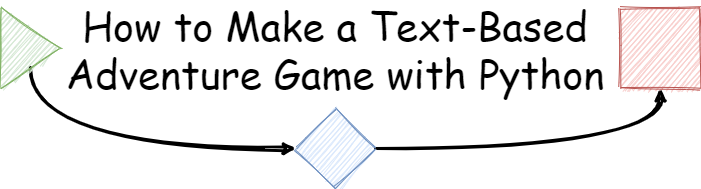 How to Make a Text-Based
Adventure Game with Python